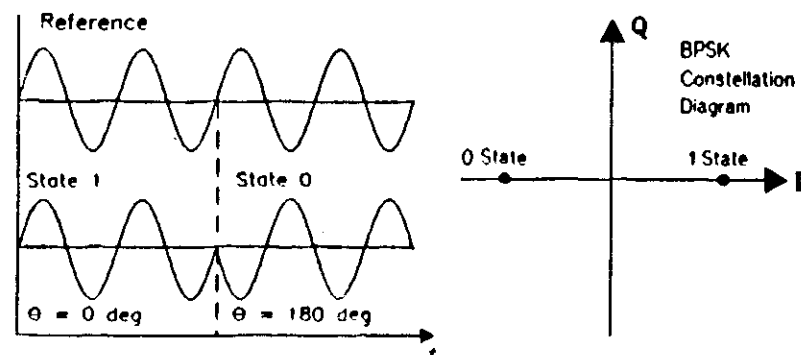 Reference
State 1
State 0
θ = 0 deg
θ = 180 deg
t
Q
BPSK
Constellation
Diagram
0 State
1 State
I